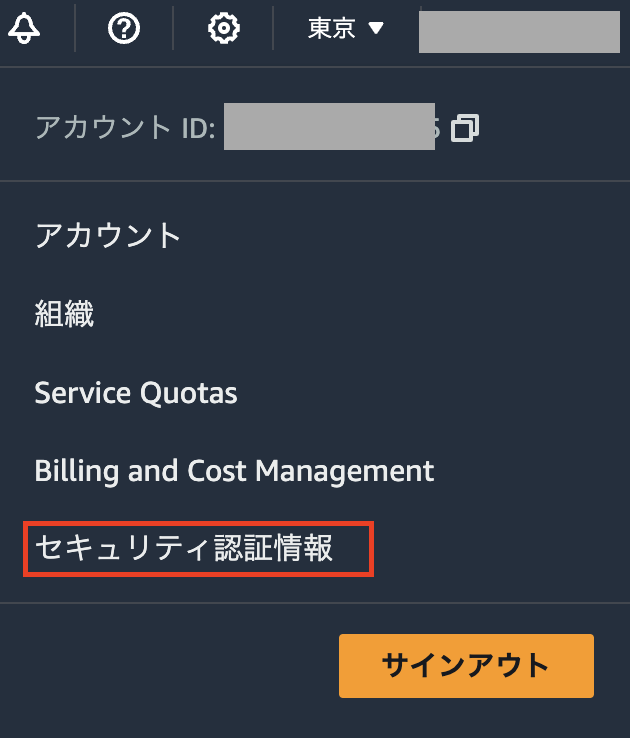 東京 ▼
アカウント ID: 5
アカウント
組織
Service Quotas
Billing and Cost Management
セキュリティ認証情報
サインアウト